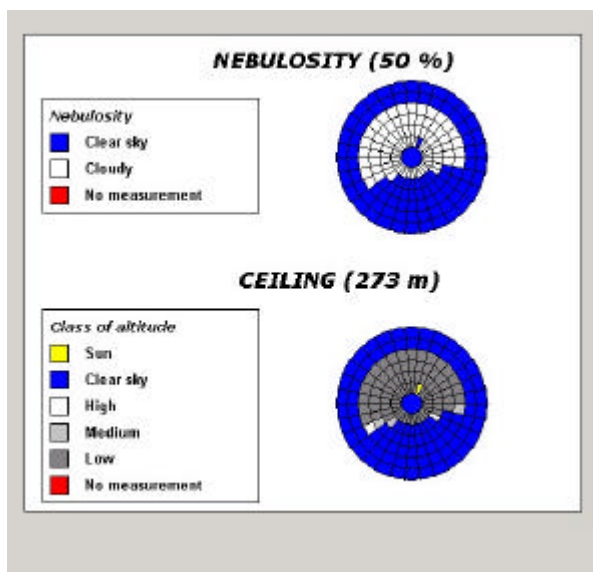 NEBULOSITY (50 %)
Nebulosity
Clear sky
Cloudy
No measurement
CEILING (273 m)
Class of altitude
Sun
Clear sky
High
Medium
Low
No measurement